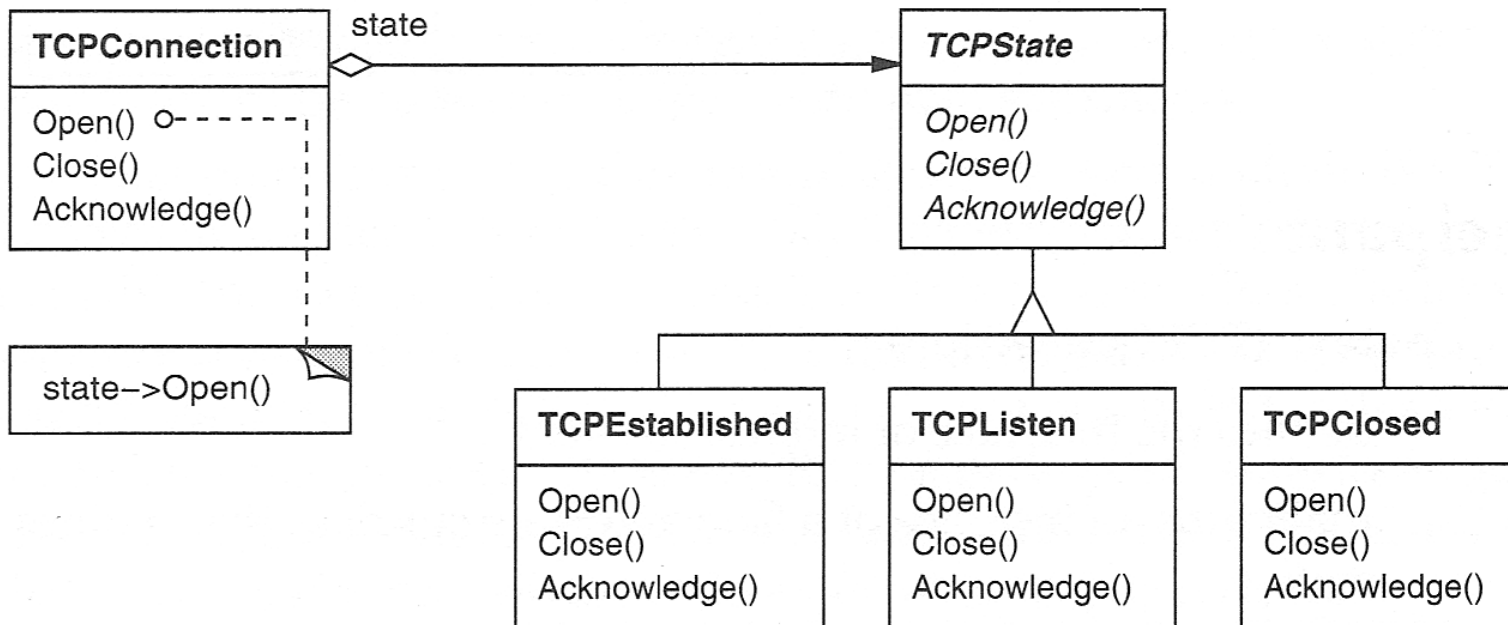 TCPConnection
Open()
Close()
Acknowledge()
state
TCPState
Open()
Close()
Acknowledge()
state–>Open()
TCPEstablished
Open()
Close()
Acknowledge()
TCPListen
Open()
Close()
Acknowledge()
TCPClosed
Open()
Close()
Acknowledge()